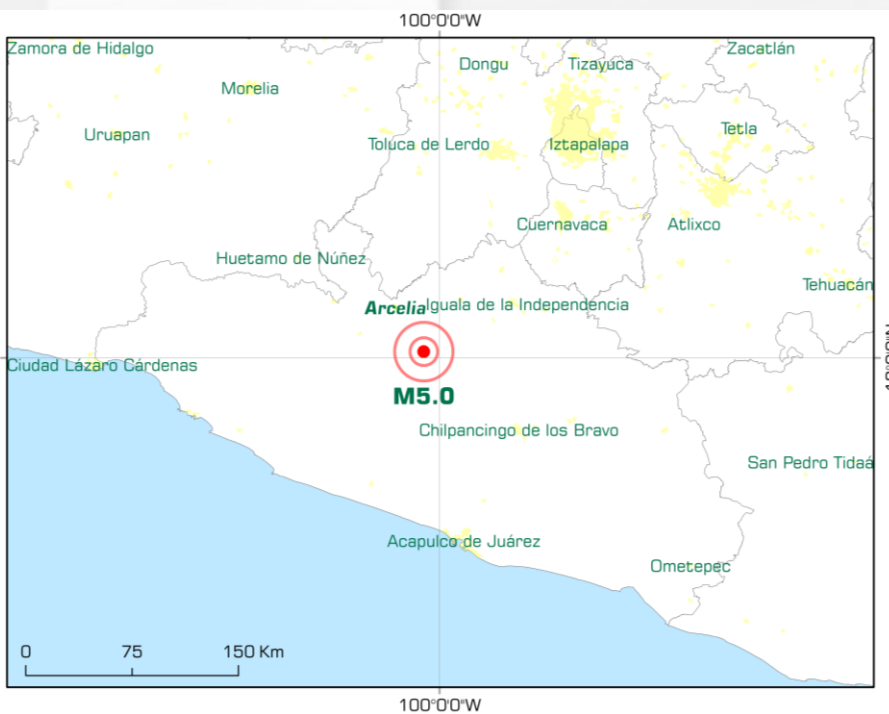 100°0'0"W
Zamora de Hidalgo
Zacatlán
Dongu
Tizayuca
Morelia
Tetla
Uruapan
Toluca de Lerdo
Iztapalapa
Cuernavaca
Atlixco
Huetamo de Núñez
Tehuacán
Arcelia
Iguala de la Independencia
Ciudad Lázaro Cárdenas
M5.0
Chilpancingo de los Bravo
San Pedro Tidaá
Acapulco de Juárez
Ometepec
0 75 150 Km
100°0'0"W